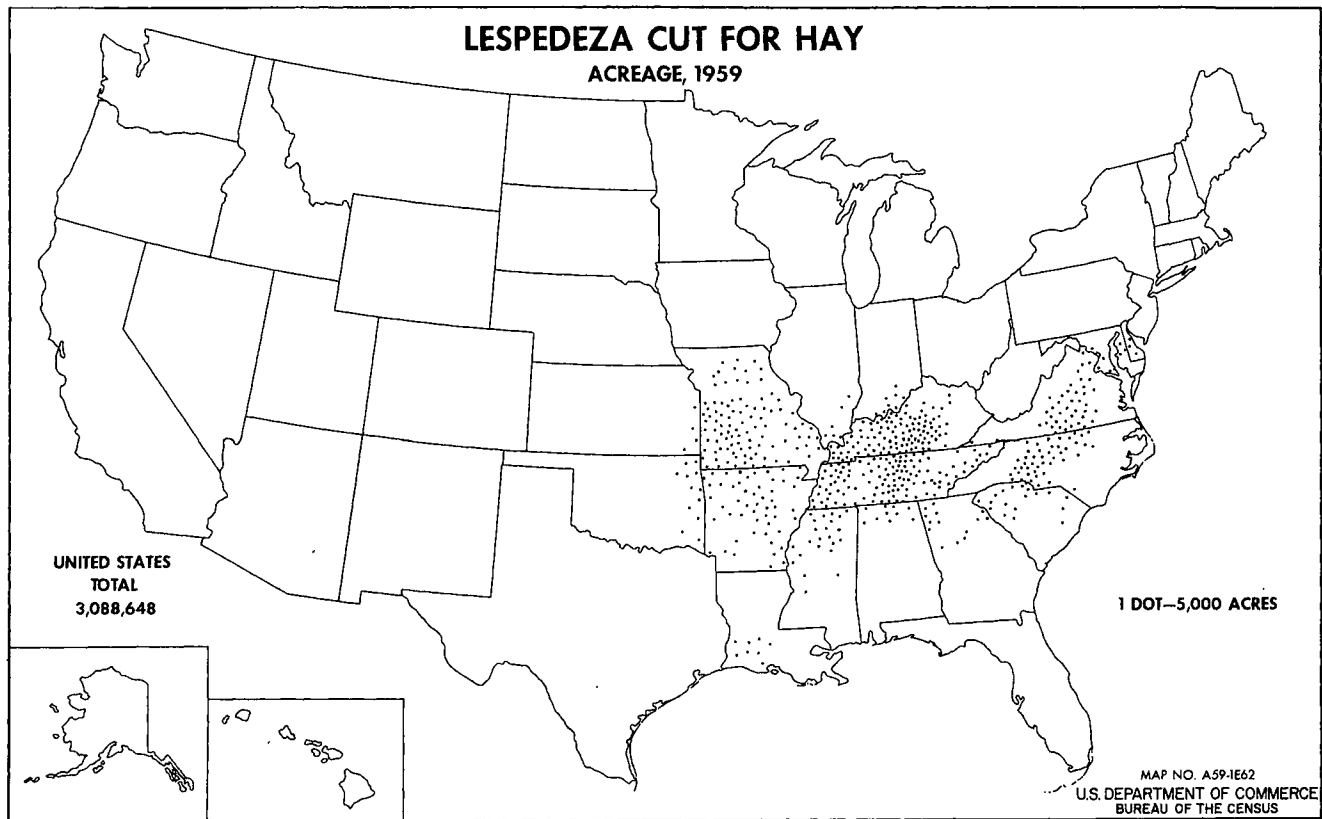 LESPEDEZA CUT FOR HAY
ACREAGE, 1959
UNITED STATES
TOTAL
3,088,648
1 DOT—5,000 ACRES
MAP NO. A59-IE62
U.S. DEPARTMENT OF COMMERCE
BUREAU OF THE CENSUS